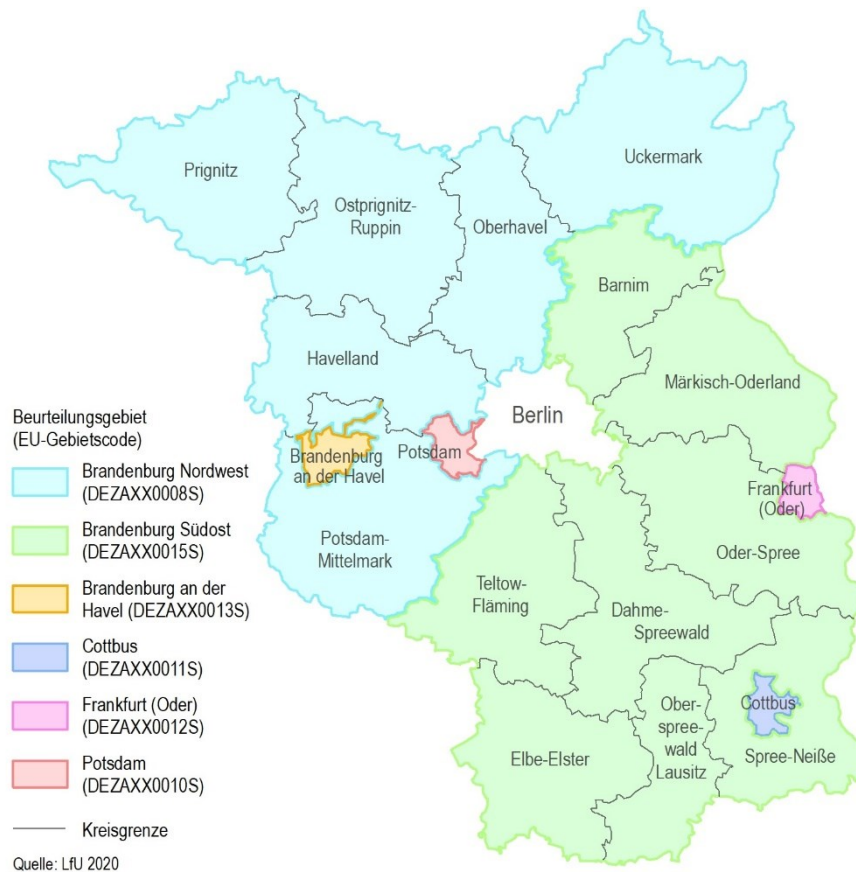 Prignitz
Ostprignitz-
Ruppin
Oberhavel
Uckermark
Barnim
Havelland
Märkisch-Oderland
Berlin
Brandenburg
an der Havel
Potsdam
Frankfurt
(Oder)
Potsdam-
Mittelmark
Oder-Spree
Teltow-
Fläming
Dahme-
Spreewald
Cottbus
Ober-
spree-
wald
Lausitz
Elbe-Elster
Spree-Neiße
Beurteilungsgebiet
(EU-Gebietscode)
Brandenburg Nordwest
(DEZAXX0008S)
Brandenburg Südost
(DEZAXX0015S)
Brandenburg an der
Havel (DEZAXX0013S)
Cottbus
(DEZAXX0011S)
Frankfurt (Oder)
(DEZAXX0012S)
Potsdam
(DEZAXX0010S)
Kreisgrenze
Quelle: LfU 2020